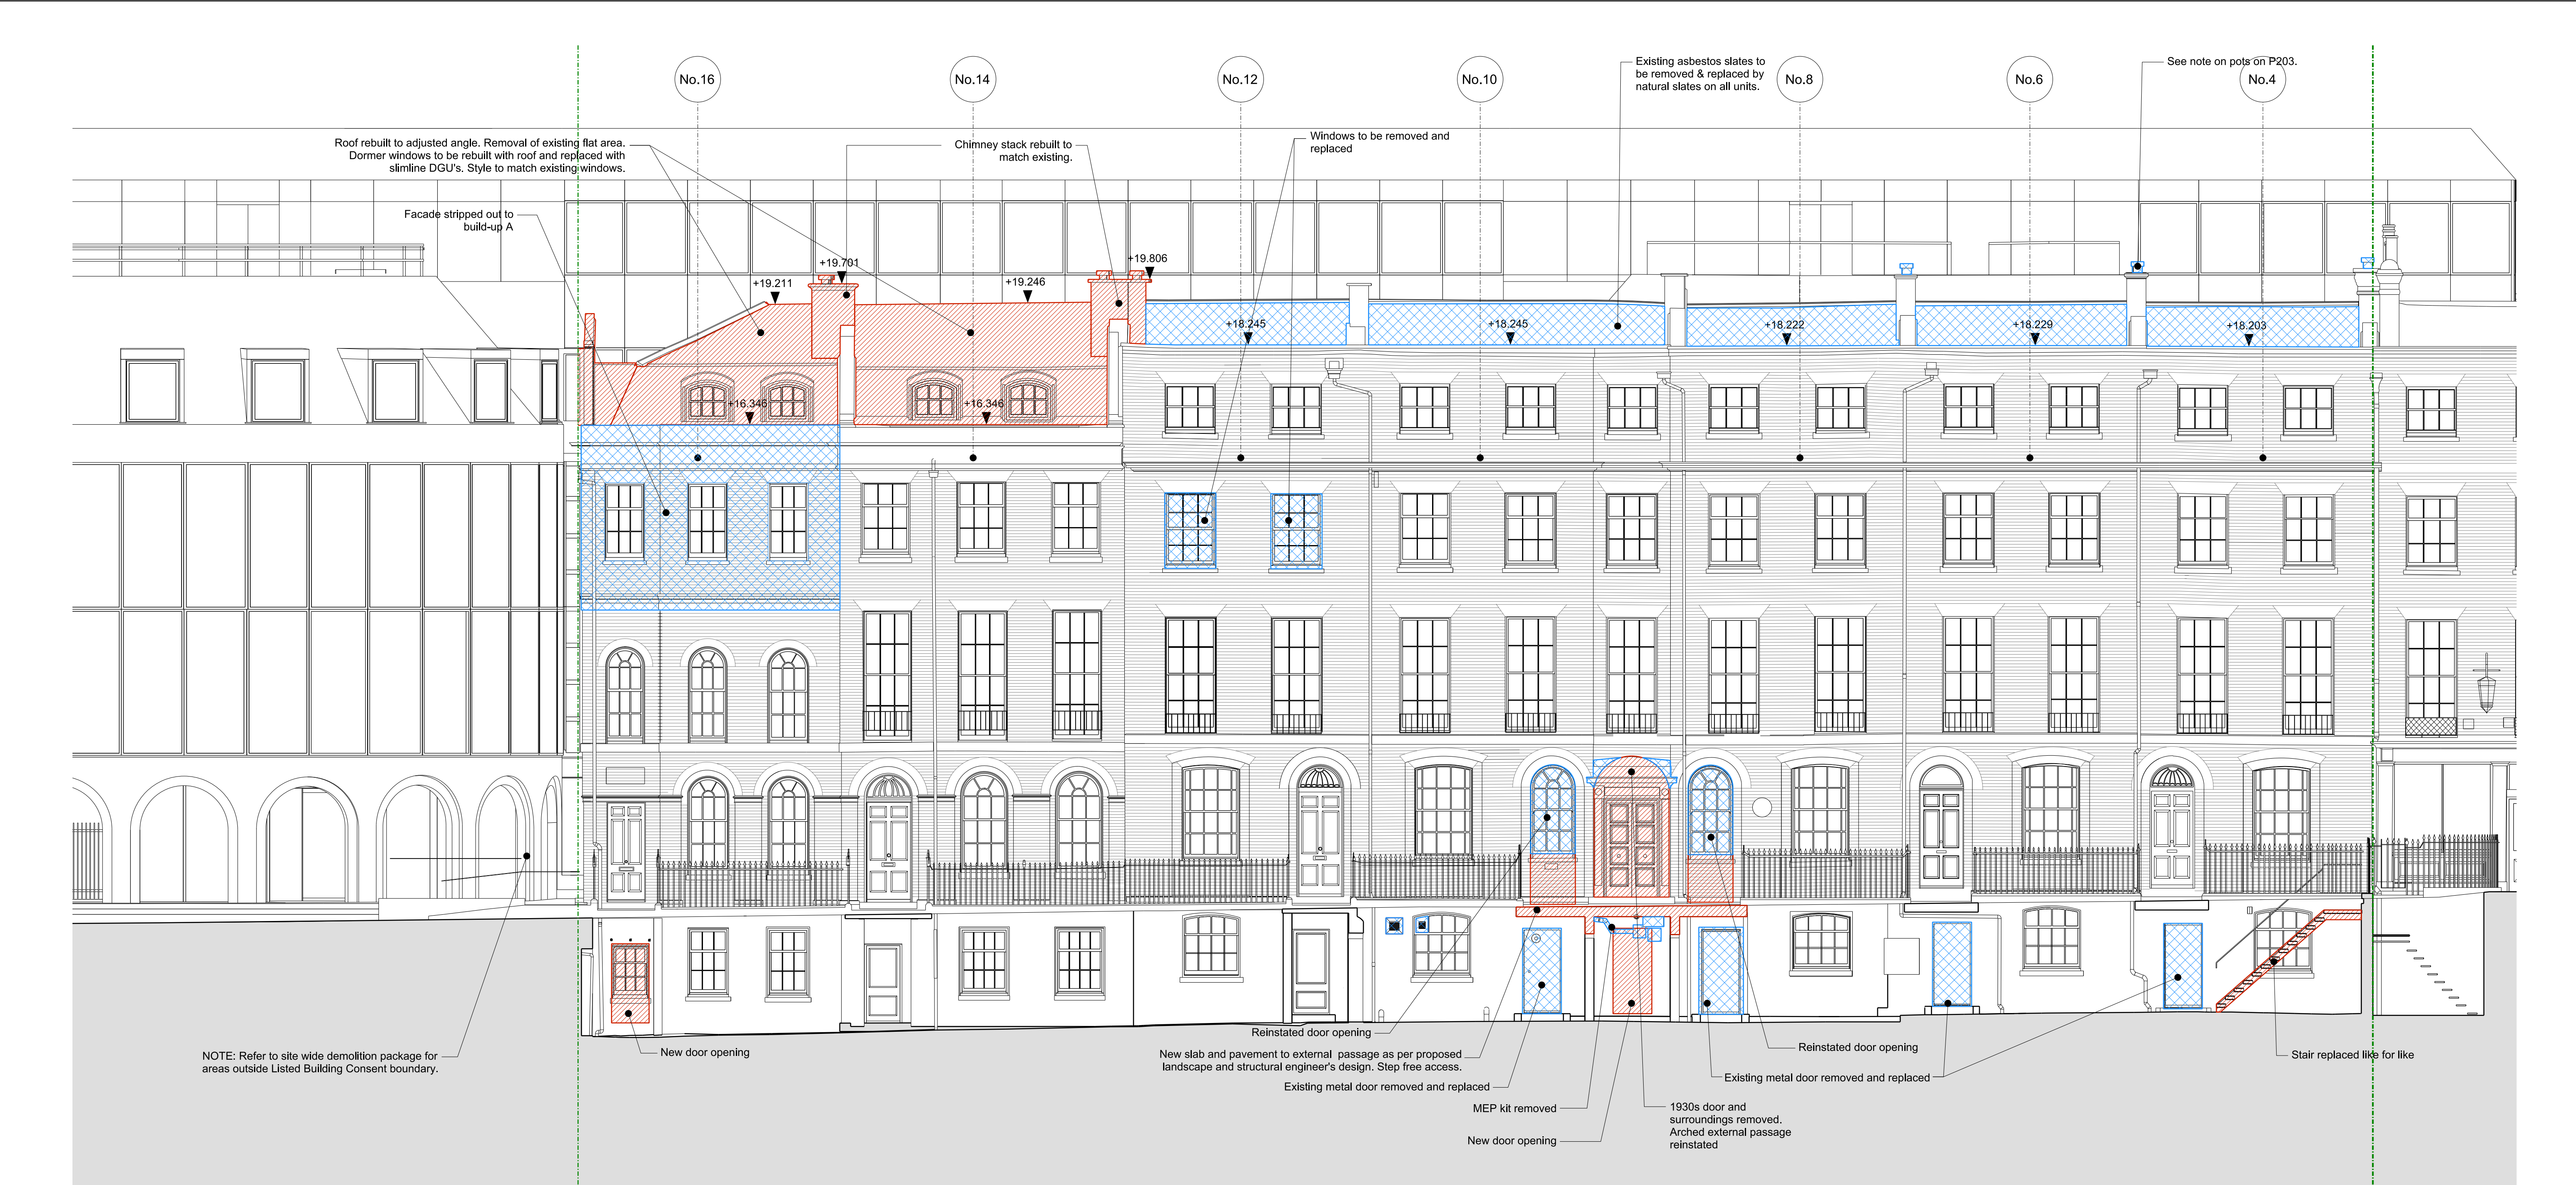 No.16
No.14
No.12
No.10
No.8
No.6
No.4
Existing asbestos slates to
be removed & replaced by
natural slates on all units.
See note on pots on P203.
Roof rebuilt to adjusted angle. Removal of existing flat area.
Dormer windows to be rebuilt with roof and replaced with
slimline DGU's. Style to match existing windows.
Chimney stack rebuilt to
match existing.
Windows to be removed and
replaced
Facade stripped out to
build-up A
+19.211
+19.701
+19.246
+19.806
+18.245
+18.245
+18.222
+18.229
+18.203
+16.346
+16.346
NOTE: Refer to site wide demolition package for
areas outside Listed Building Consent boundary.
New door opening
Reinstated door opening
New slab and pavement to external passage as per proposed
landscape and structural engineer's design. Step free access.
Existing metal door removed and replaced
MEP kit removed
New door opening
1930s door and
surroundings removed.
Arched external passage
reinstated
Reinstated door opening
Existing metal door removed and replaced
Stair replaced like for like